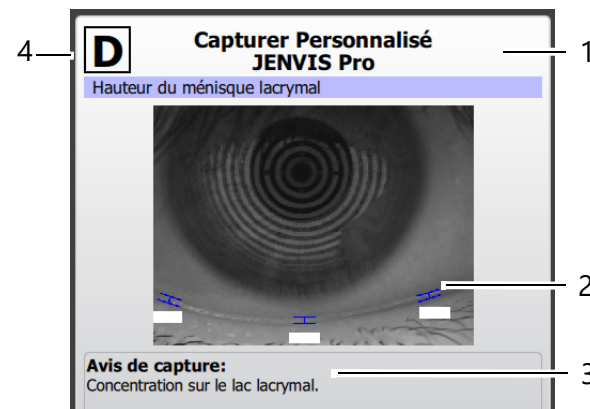 4
D
Capturer Personnalisé
JENVIS Pro
1
Hauteur du ménisque lacrymal
2
Avis de capture:
Concentration sur le lac lacrymal.
3